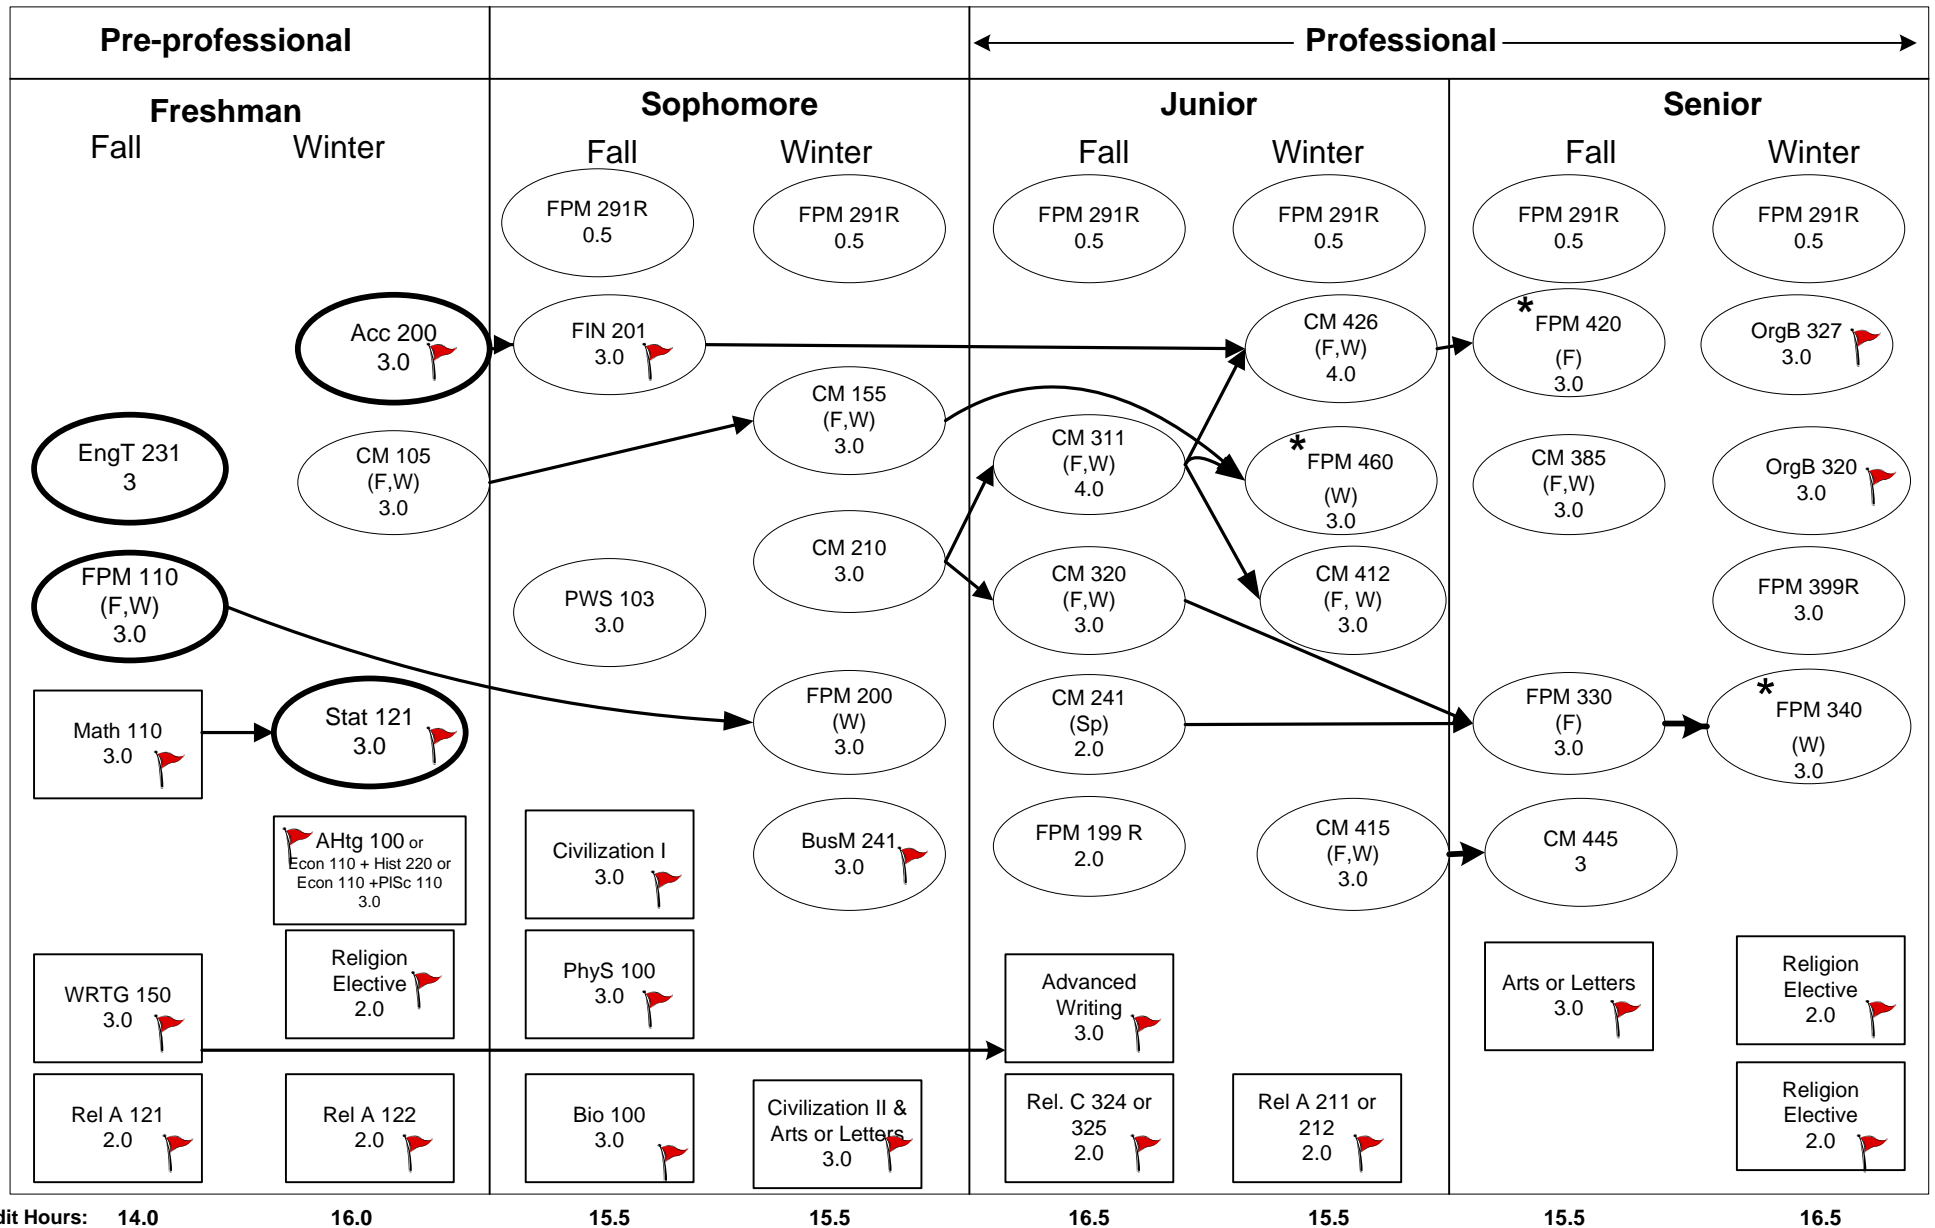 Pre-professional
Professional
Freshman
Fall
Winter
Sophomore
Fall
Winter
Junior
Fall
Winter
Senior
Fall
Winter
EngT 231
3
FPM 110
(F,W)
3.0
Math 110
3.0
WRTG 150
3.0
Rel A 121
2.0
Acc 200
3.0
CM 105
(F,W)
3.0
Stat 121
3.0
AHtg 100 or
Econ 110 + Hist 220 or
Econ 110 +PlSc 110
3.0
Religion
Elective
2.0
Rel A 122
2.0
FPM 291R
0.5
FIN 201
3.0
PWS 103
3.0
Civilization I
3.0
PhyS 100
3.0
Bio 100
3.0
FPM 291R
0.5
CM 155
(F,W)
3.0
CM 210
3.0
FPM 200
(W)
3.0
BusM 241
3.0
Civilization II &
Arts or Letters
3.0
FPM 291R
0.5
CM 311
(F,W)
4.0
CM 320
(F,W)
3.0
CM 241
(Sp)
2.0
FPM 199 R
2.0
Advanced
Writing
3.0
Rel. C 324 or
325
2.0
FPM 291R
0.5
CM 426
(F,W)
4.0
* FPM 460
(W)
3.0
CM 412
(F, W)
3.0
CM 415
(F,W)
3.0
Rel A 211 or
212
2.0
FPM 291R
0.5
* FPM 420
(F)
3.0
CM 385
(F,W)
3.0
FPM 330
(F)
3.0
CM 445
3
Arts or Letters
3.0
FPM 291R
0.5
OrgB 327
3.0
OrgB 320
3.0
FPM 399R
3.0
* FPM 340
(W)
3.0
Religion
Elective
2.0
Religion
Elective
2.0
dit Hours: 14.0 16.0 15.5 15.5 16.5 15.5 15.5 16.5